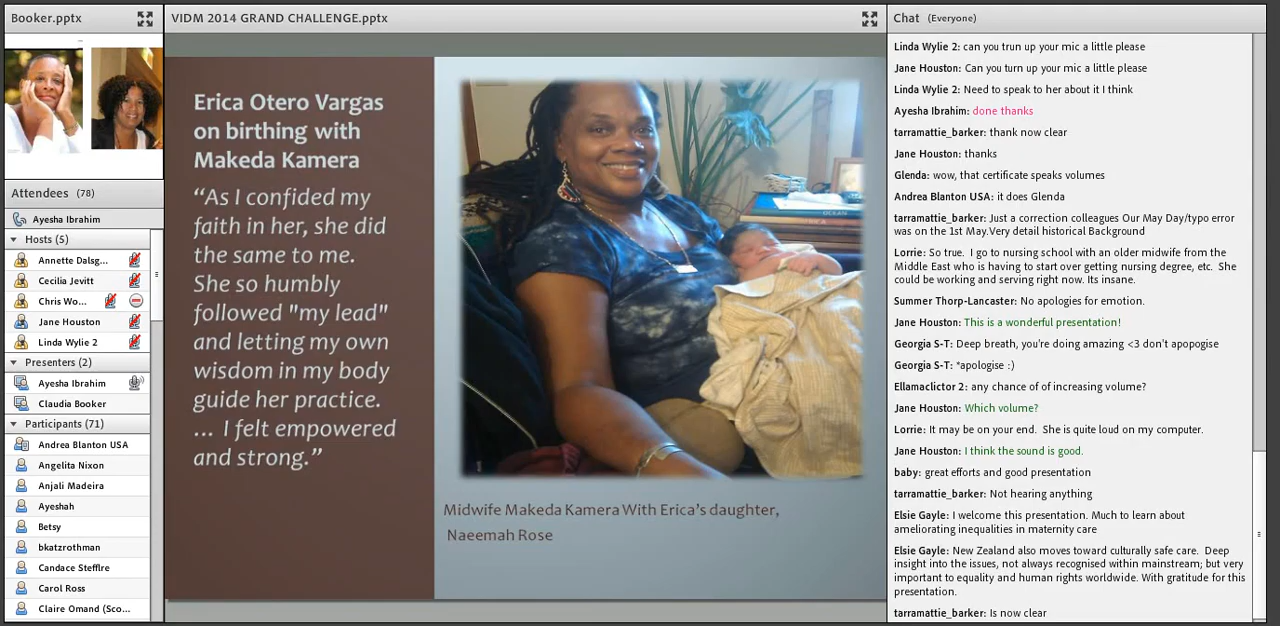 Booker.pptx
Attendees (78)
Ayesha Ibrahim
Hosts (5)
Annette Dalsg...
Cecilia Jevitt
Chris Wo...
Jane Houston
Linda Wylie 2
Presenters (2)
Ayesha Ibrahim
Claudia Booker
Participants (71)
Andrea Blanton USA
Angelita Nixon
Anjali Madeira
Ayeshah
Betsy
bkatzrothman
Candace Steffire
Carol Ross
Claire Omand (Sco...
VIDM 2014 GRAND CHALLENGE.pptx
Erica Otero Vargas
on birthing with
Makeda Kamera
“As I confided my
faith in her, she did
the same to me.
She so humbly
followed "my lead"
and letting my own
wisdom in my body
guide her practice.
... I felt empowered
and strong.”
OCEAN
AFRICA
Midwife Makeda Kamera With Erica’s daughter,
Naeemah Rose
Chat (Everyone)
Linda Wylie 2: can you trun up your mic a little please
Jane Houston: Can you turn up your mic a little please
Linda Wylie 2: Need to speak to her about it I think
Ayesha Ibrahim: done thanks
tarramattie_barker: thank now clear
Jane Houston: thanks
Glenda: wow, that certificate speaks volumes
Andrea Blanton USA: it does Glenda
tarramattie_barker: Just a correction colleagues Our May Day/typo error
was on the 1st May.Very detail historical Background
Lorrie: So true. I go to nursing school with an older midwife from the
Middle East who is having to start over getting nursing degree, etc. She
could be working and serving right now. Its insane.
Summer Thorp-Lancaster: No apologies for emotion.
Jane Houston: This is a wonderful presentation!
Georgia S-T: Deep breath, you're doing amazing <3 don't apopogise
Georgia S-T: *apologise :)
Ellamaclictor 2: any chance of of increasing volume?
Jane Houston: Which volume?
Lorrie: It may be on your end. She is quite loud on my computer.
Jane Houston: I think the sound is good.
baby: great efforts and good presentation
tarramattie_barker: Not hearing anything
Elsie Gayle: I welcome this presentation. Much to learn about
ameliorating inequalities in maternity care
Elsie Gayle: New Zealand also moves toward culturally safe care. Deep
insight into the issues, not always recognised within mainstream; but very
important to equality and human rights worldwide. With gratitude for this
presentation.
tarramattie_barker: Is now clear